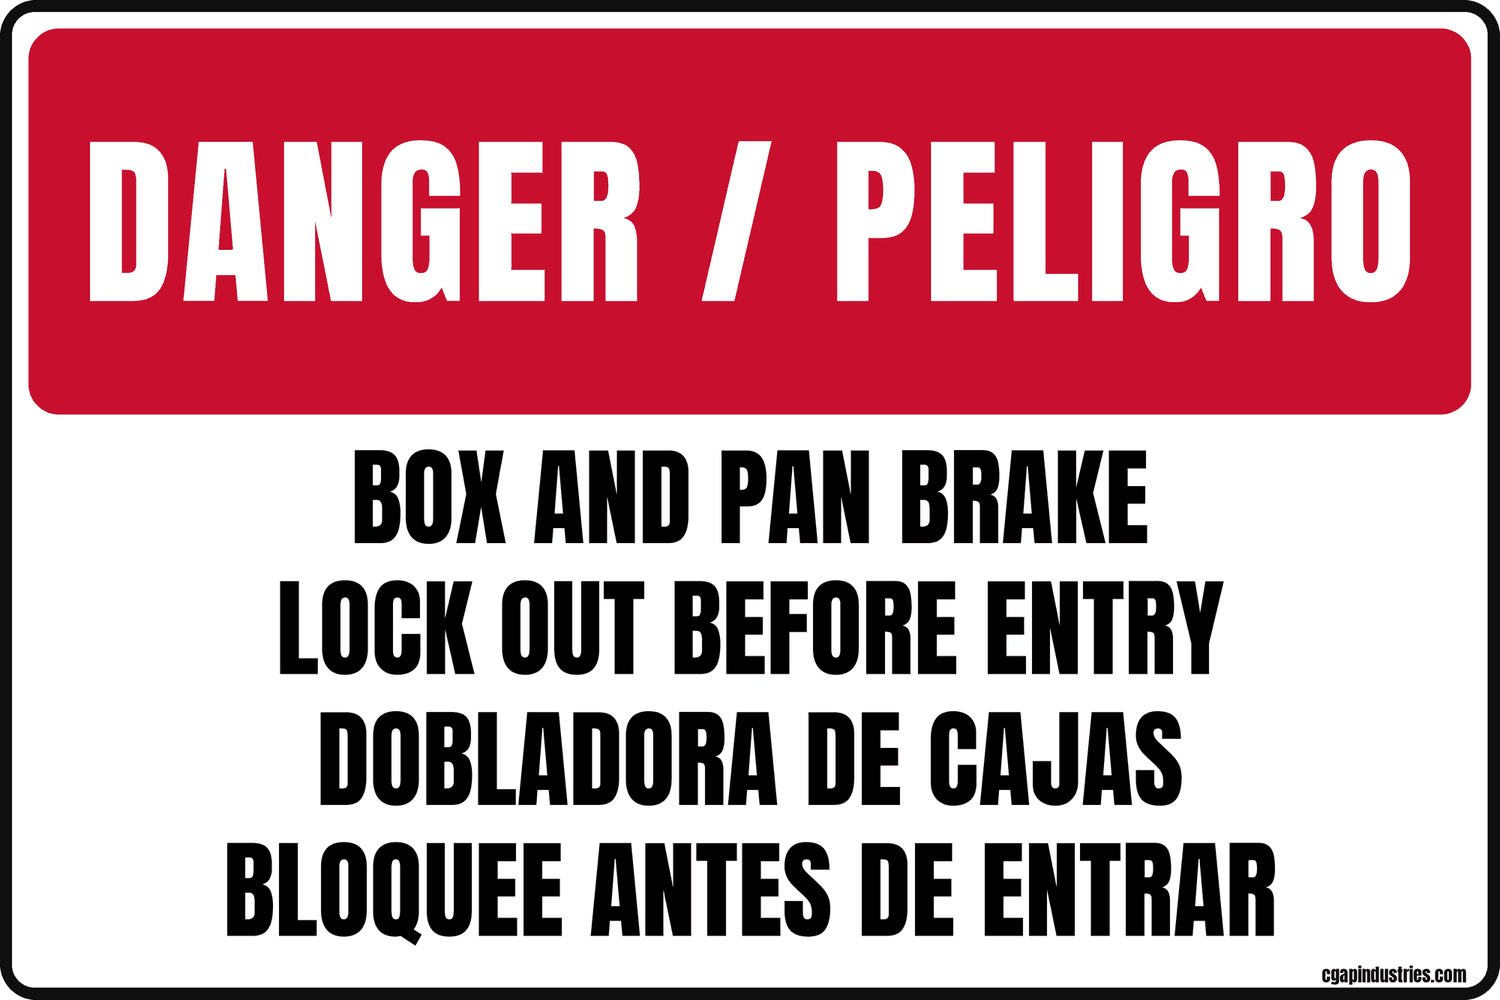 DANGER / PELIGRO
BOX AND PAN BRAKE
LOCK OUT BEFORE ENTRY
DOBLADORA DE CAJAS
BLOQUEE ANTES DE ENTRAR
cgapindustries.com